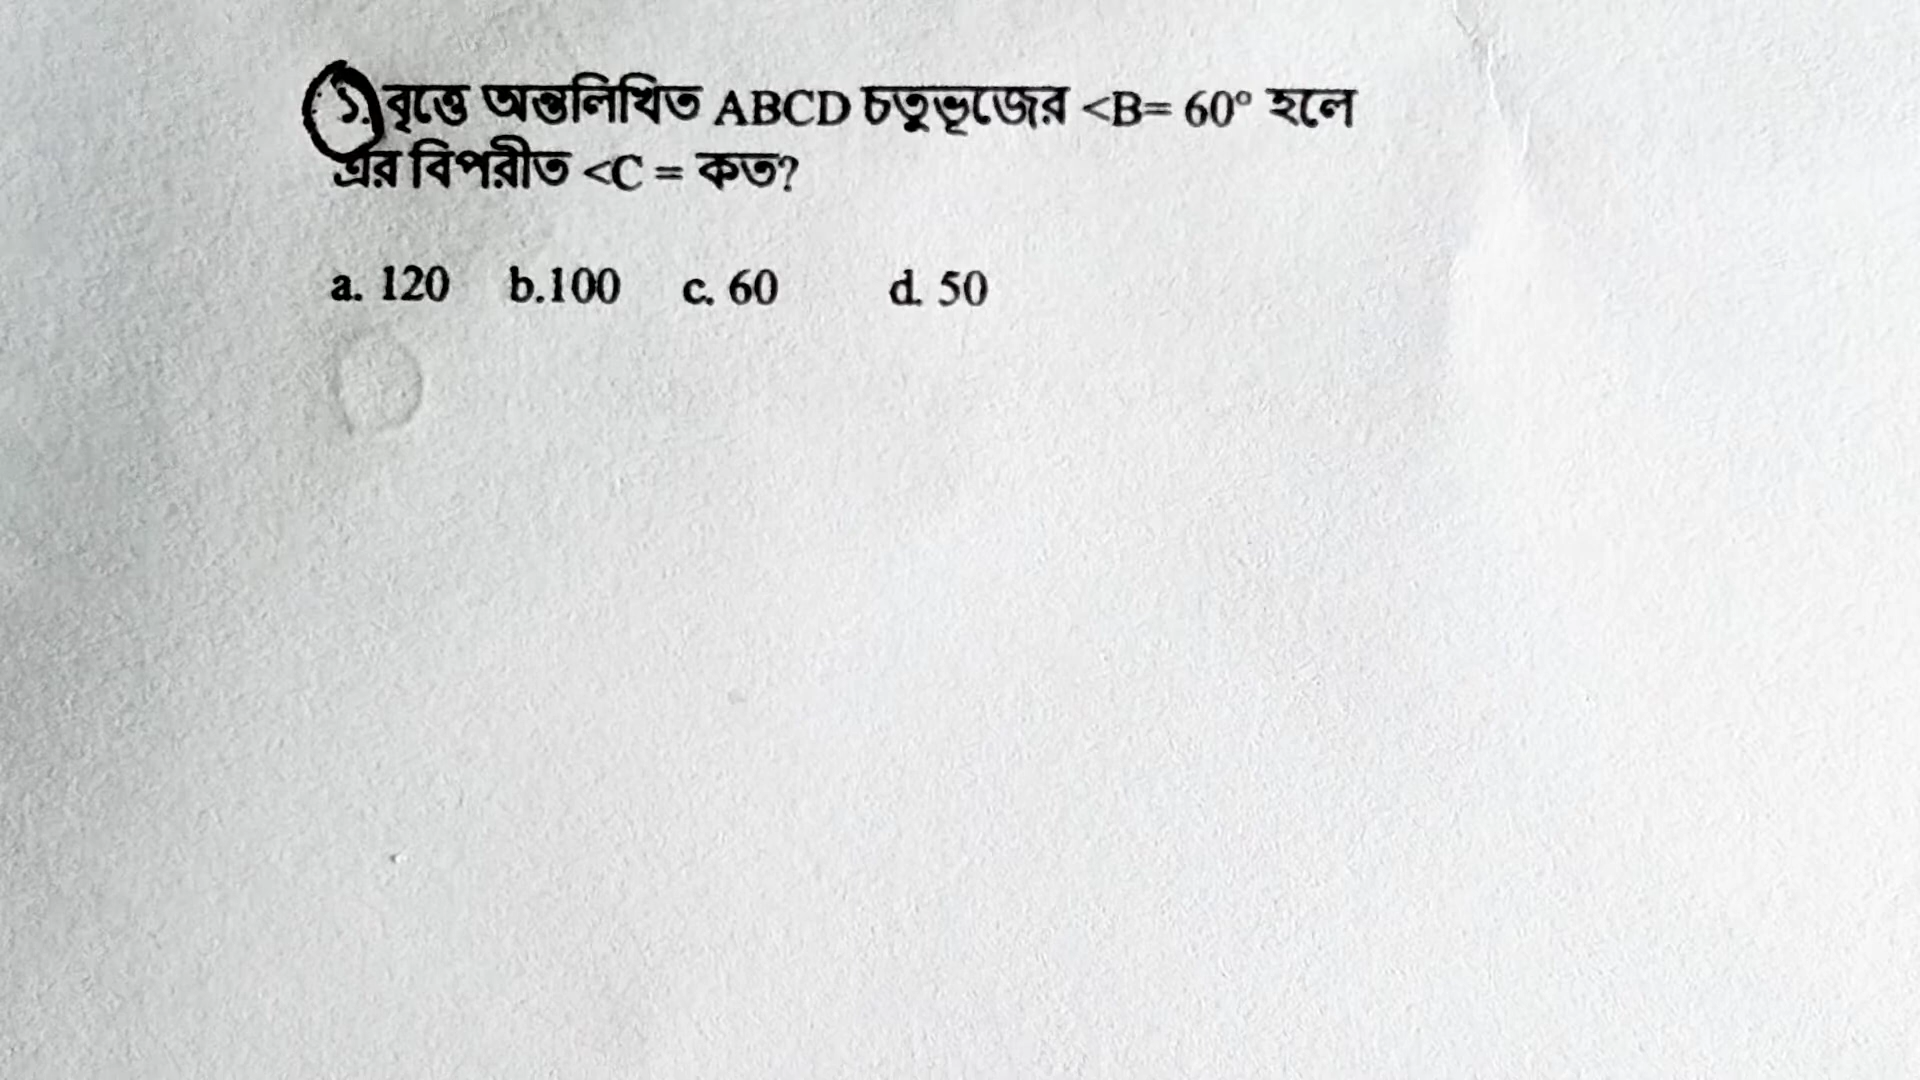 ১. বৃত্তে অন্তলিখিত ABCD চতুভূজের <B= 60° হলে
এর বিপরীত <C = কত?
a. 120 b.100 c. 60 d. 50